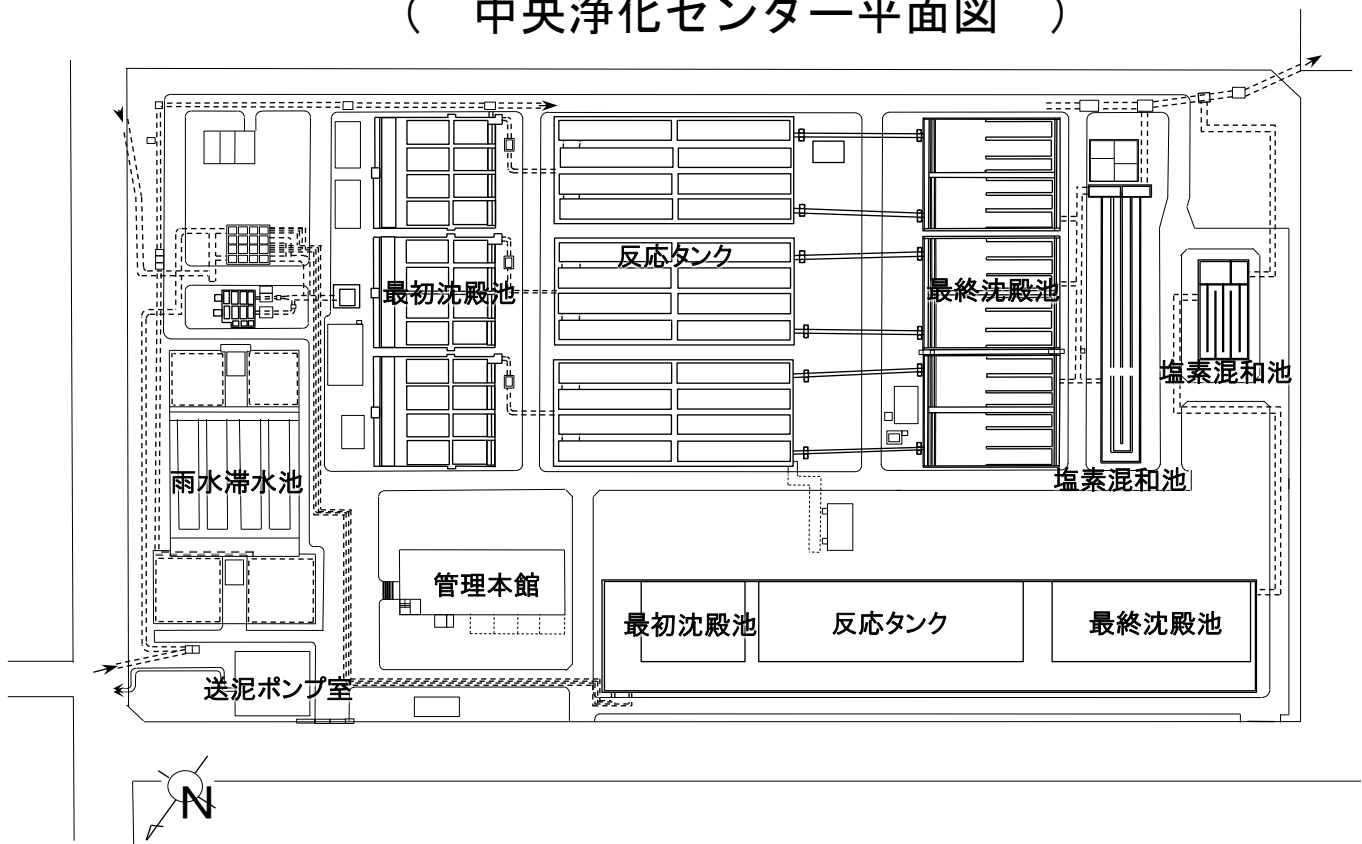 （　中央浄化センター平面図　）
反応タンク
最初沈殿池
最終沈殿池
塩素混和池
雨水滞水池
塩素混和池
管理本館
最初沈殿池
反応タンク
最終沈殿池
送泥ポンプ室
N